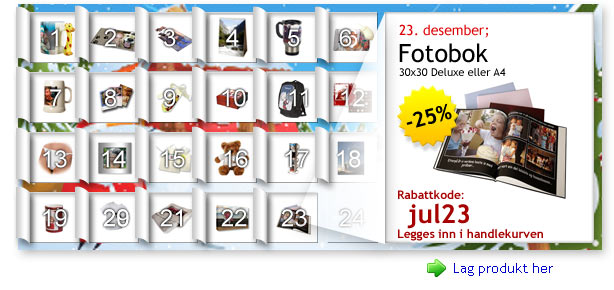 1 2 3 4 5 6
7 8 9 10 11 12
13 14 15 16 17 18
19 20 21 22 23 24
23. desember;
Fotobok
30x30 Deluxe eller A4
-25%
Rabattkode:
jul23
Legges inn i handlekurven
Lag produkt her